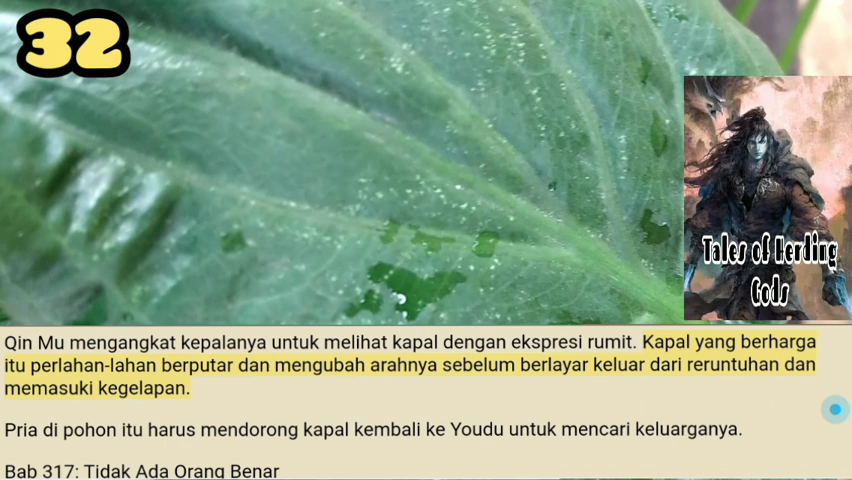 32
Tales of Herding
Gods
Qin Mu mengangkat kepalanya untuk melihat kapal dengan ekspresi rumit. Kapal yang berharga
itu perlahan-lahan berputar dan mengubah arahnya sebelum berlayar keluar dari reruntuhan dan
memasuki kegelapan.
Pria di pohon itu harus mendorong kapal kembali ke Youdu untuk mencari keluarganya.
Bab 317: Tidak Ada Orang Benar